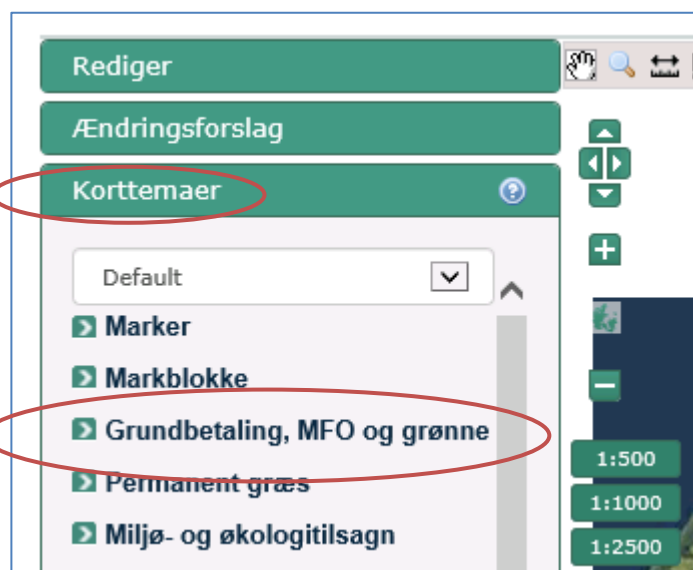 Rediger
Ændringsforslag
Korttemaer
Default
Marker
Markblokke
Grundbetaling, MFO og grønne
Permanent græs
Miljø- og økologitilsagn
1:500
1:1000
1:2500